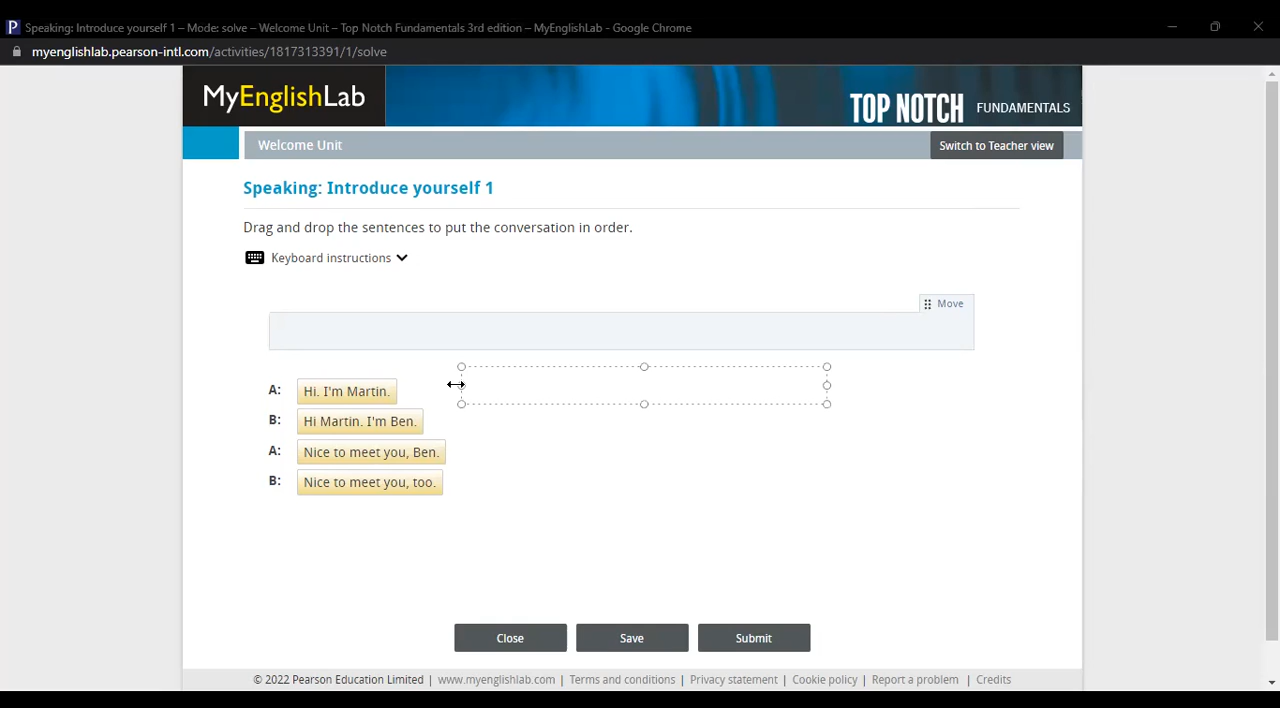 P Speaking: Introduce yourself 1 – Mode: solve – Welcome Unit – Top Notch Fundamentals 3rd edition – MyEnglishLab - Google Chrome
myenglishlab.pearson-intl.com/activities/1817313391/1/solve
MyEnglishLab
TOP NOTCH FUNDAMENTALS
Welcome Unit
Switch to Teacher view
Speaking: Introduce yourself 1
Drag and drop the sentences to put the conversation in order.
Keyboard instructions
Move
A: Hi. I'm Martin.
B: Hi Martin. I'm Ben.
A: Nice to meet you, Ben.
B: Nice to meet you, too.
Close Save Submit
© 2022 Pearson Education Limited | www.myenglishlab.com | Terms and conditions | Privacy statement | Cookie policy | Report a problem | Credits